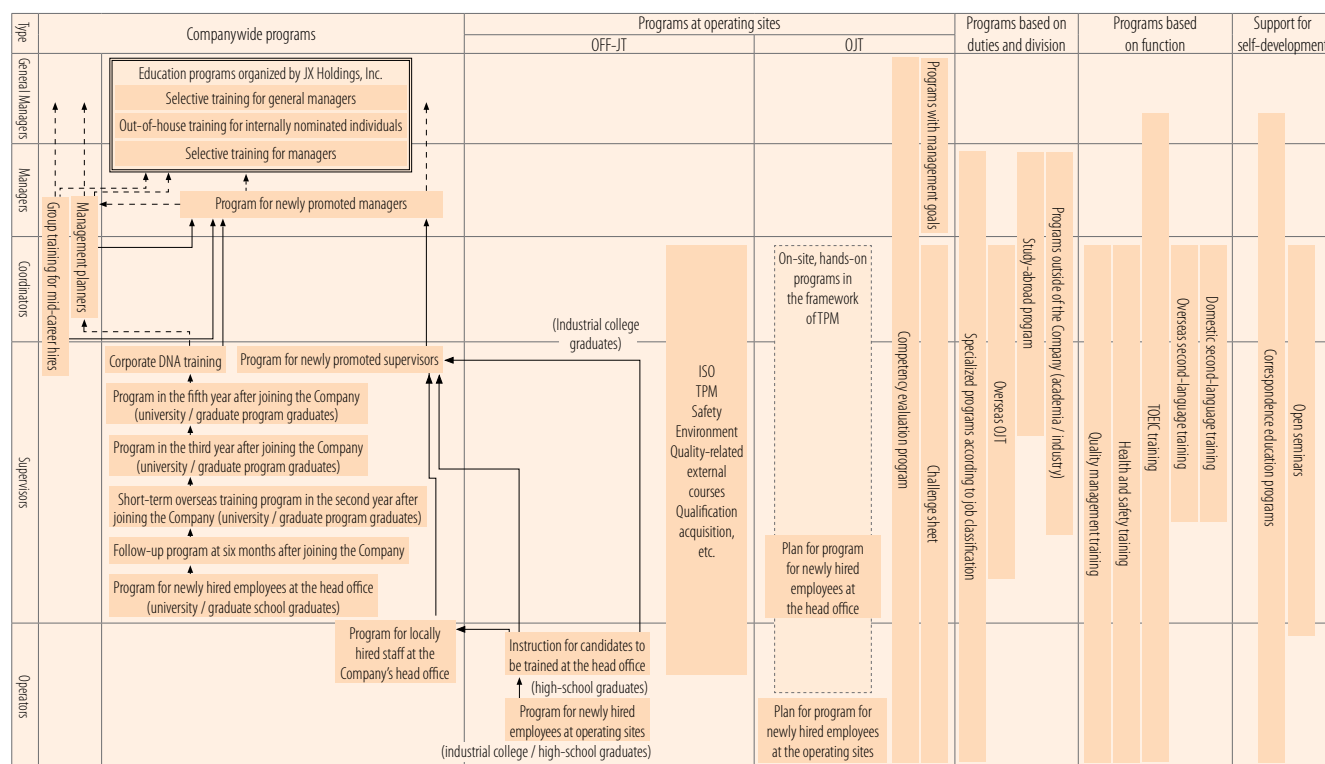 Type
Companywide programs
Programs at operating sites
OFF-JT
OJT
Programs based on
duties and division
Programs based
on function
Support for
self-development
General Managers
Managers
Coordinators
Supervisors
Operators
Education programs organized by JX Holdings, Inc.
Selective training for general managers
Out-of-house training for internally nominated individuals
Selective training for managers
Program for newly promoted managers
Group training for mid-career hires
Management planners
Corporate DNA training
Program for newly promoted supervisors
Program in the fifth year after joining the Company
(university / graduate program graduates)
Program in the third year after joining the Company
(university / graduate program graduates)
Short-term overseas training program in the second year after
joining the Company (university / graduate program graduates)
Follow-up program at six months after joining the Company
Program for newly hired employees at the head office
(university / graduate school graduates)
Program for locally
hired staff at the
Company's head office
(Industrial college
graduates)
Instruction for candidates to
be trained at the head office
(high-school graduates)
Program for newly hired
employees at operating sites
(industrial college / high-school graduates)
ISO
TPM
Safety
Environment
Quality-related
external
courses
Qualification
acquisition,
etc.
On-site, hands-on
programs in
the framework
of TPM
Plan for program
for newly hired
employees at
the head office
Plan for program for
newly hired employees
at the operating sites
Competency evaluation program
Programs with management goals
Challenge sheet
Specialized programs according to job classification
Overseas OJT
Study-abroad program
Programs outside of the Company (academia / industry)
Quality management training
Health and safety training
TOEIC training
Overseas second-language training
Domestic second-language training
Correspondence education programs
Open seminars